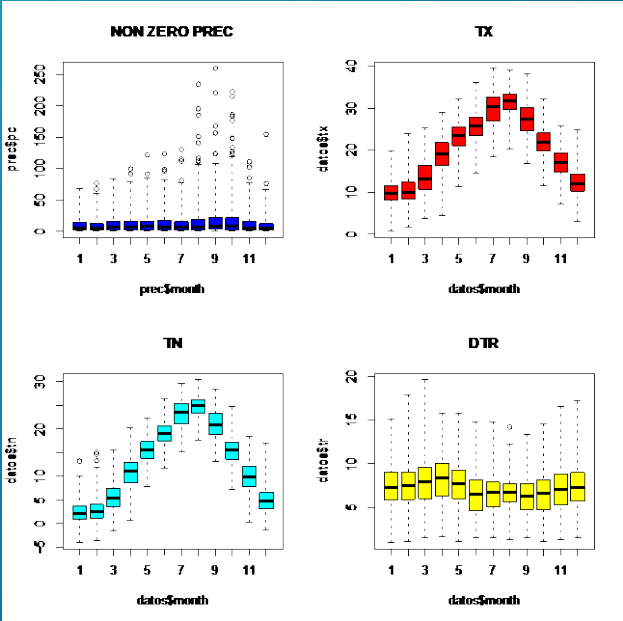 NON ZERO PREC
prec$pc
0 50 100 150 200 250
1 3 5 7 9 11
prec$month
TX
datos$tx
0 10 20 30 40
1 3 5 7 9 11
datos$month
TN
datos$tn
-5 0 5 10 20 30
1 3 5 7 9 11
datos$month
DTR
datos$tr
5 10 15 20
1 3 5 7 9 11
datos$month